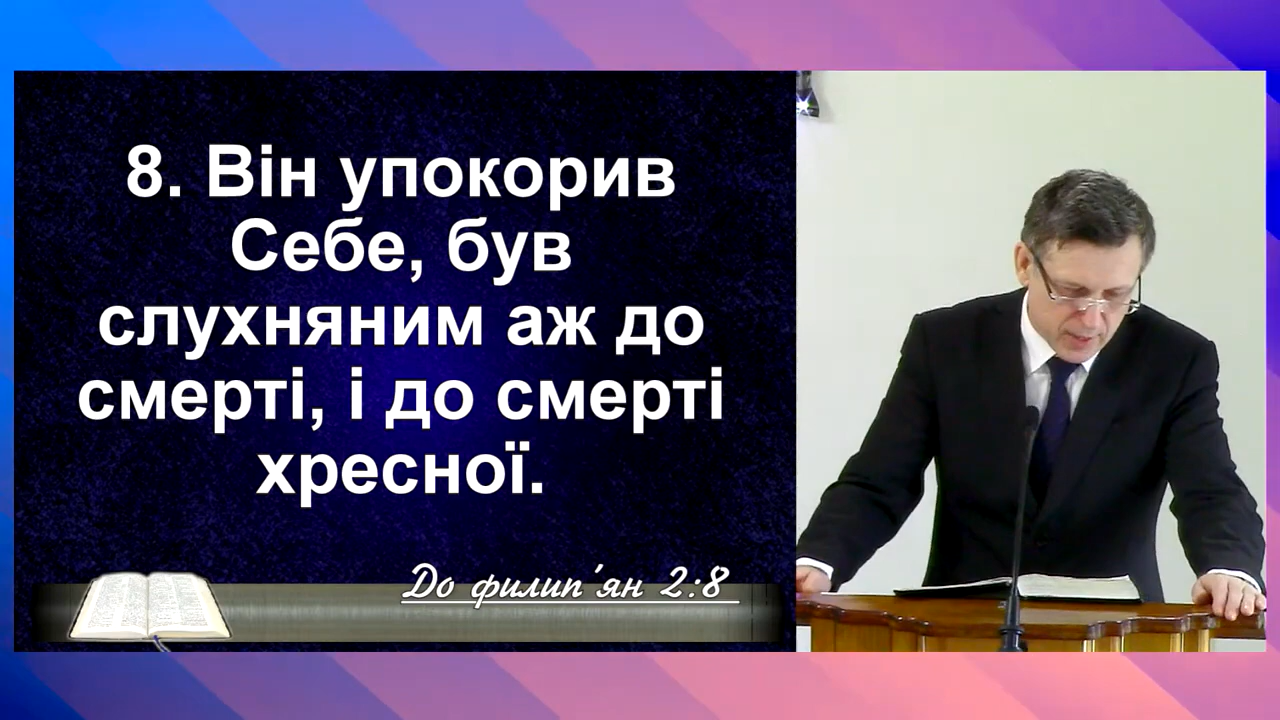 8. Він упокорив
Себе, був
слухняним аж до
смерті, і до смерті
хресної.
До филип'ян 2:8